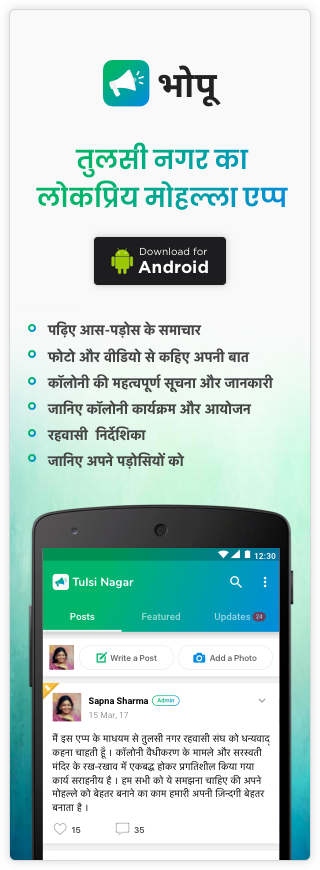 भोपू
तुलसी नगर का
लोकप्रिय मोहल्ला एप्प
Download for
Android
पढ़िए आस-पड़ोस के समाचार
फोटो और वीडियो से कहिए अपनी बात
कॉलोनी की महत्वपूर्ण सूचना और जानकारी
जानिए कॉलोनी कार्यक्रम और आयोजन
रहवासी निर्देशिका
जानिए अपने पड़ोसियों को
12:30
Tulsi Nagar
Posts Featured Updates 24
Write a Post Add a Photo
Sapna Sharma Admin
15 Mar, 17
मैं इस एप्प के माधयम से तुलसी नगर रहवासी संघ को धन्यवाद्
कहना चाहती हूँ । कॉलोनी वैधीकरण के मामले और सरस्वती
मंदिर के रख-रखाव में एकबद्ध होकर प्रगतिशील किया गया
कार्य सराहनीय है । हम सभी को ये समझना चाहिए की अपने
मोहल्ले को बेहतर बनाने का काम हमारी अपनी जिन्दगी बेहतर
बनाता है ।
15 35